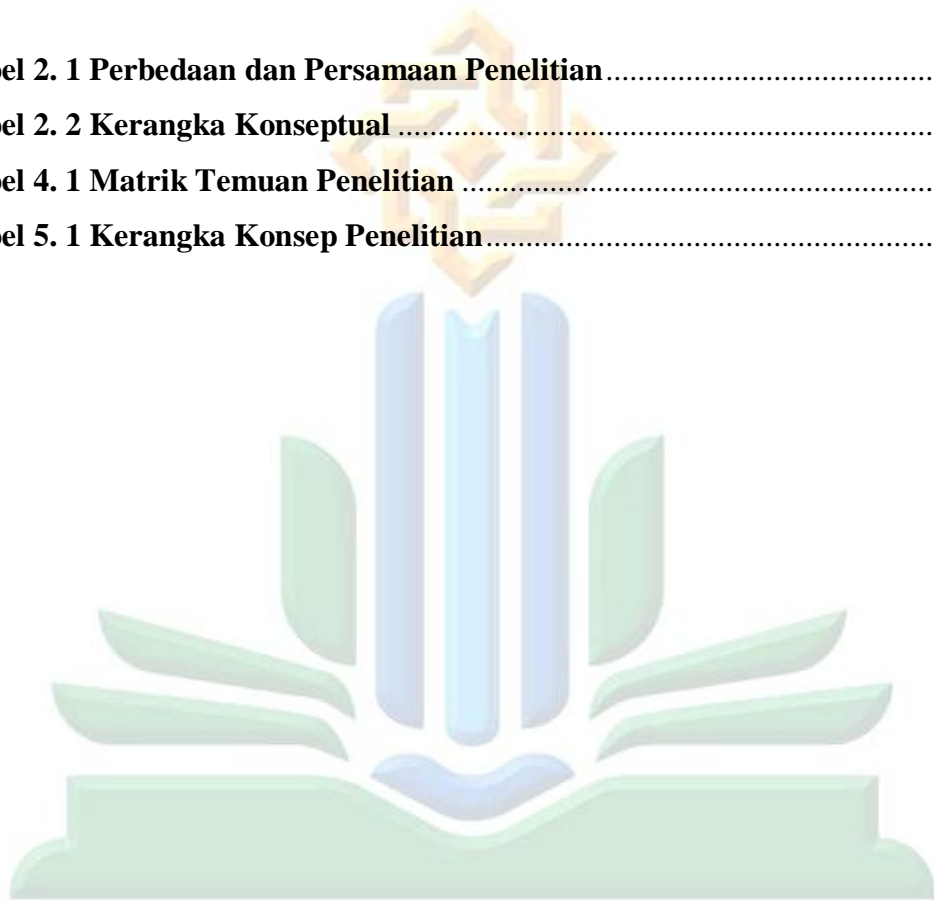 bel 2. 1 Perbedaan dan Persamaan Penelitian........................................
bel 2. 2 Kerangka Konseptual ..................................................................
bel 4. 1 Matrik Temuan Penelitian ..........................................................
bel 5. 1 Kerangka Konsep Penelitian.......................................................